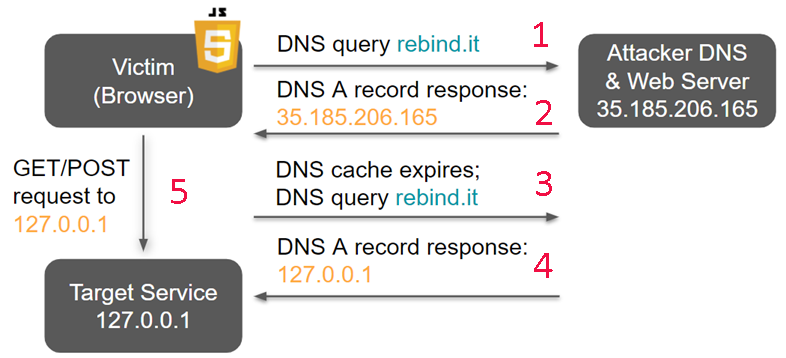 JS
5
Victim
(Browser)
DNS query rebind.it
1
Attacker DNS
& Web Server
35.185.206.165
DNS A record response:
35.185.206.165
2
GET/POST
request to
127.0.0.1
5
DNS cache expires;
DNS query rebind.it
3
DNS A record response:
127.0.0.1
4
Target Service
127.0.0.1